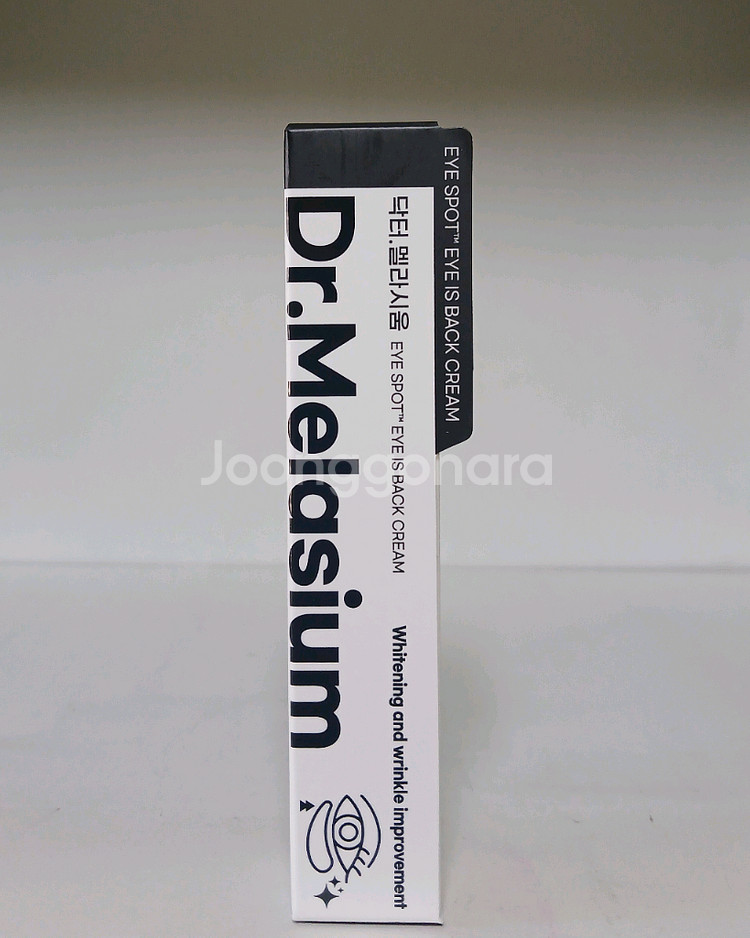 EYE SPOT™ EYE IS BACK CREAM
닥터.멜라시움 EYE SPOT™ EYE IS BACK CREAM
Whitening and wrinkle improvement
Dr.Melasium
Joonggonara